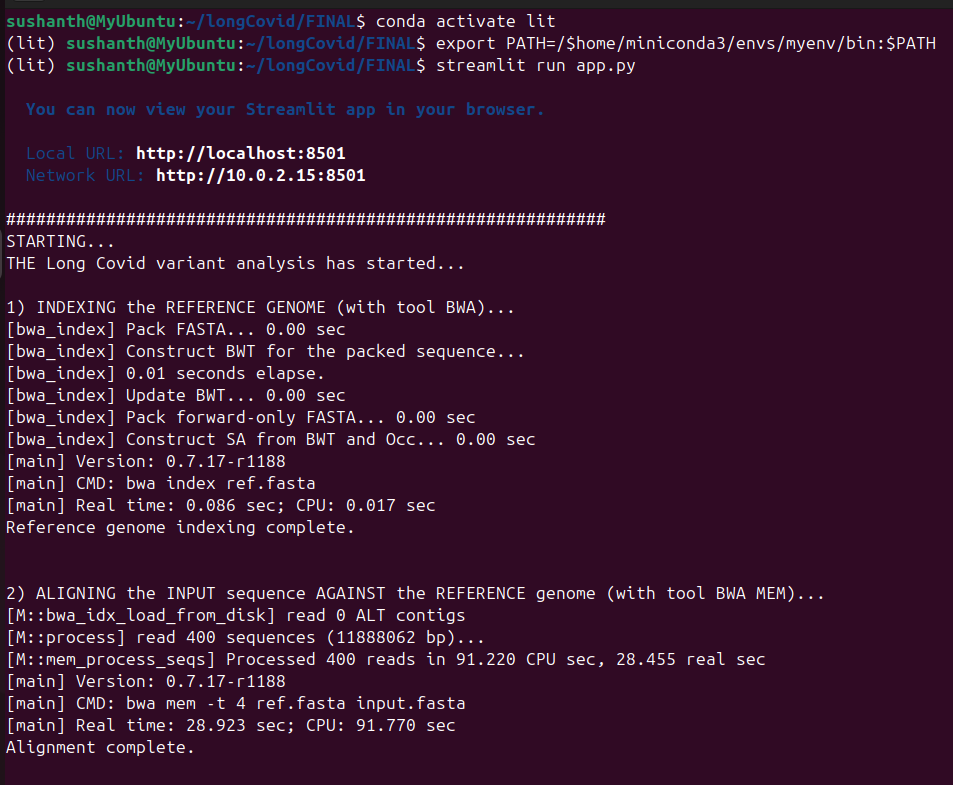 sushanth@MyUbuntu:~/longCovid/FINAL$ conda activate lit
(lit) sushanth@MyUbuntu:~/longCovid/FINAL$ export PATH=/$home/miniconda3/envs/myenv/bin:$PATH
(lit) sushanth@MyUbuntu:~/longCovid/FINAL$ streamlit run app.py
You can now view your Streamlit app in your browser.
Local URL: http://localhost:8501
Network URL: http://10.0.2.15:8501
############################################################
STARTING...
THE Long Covid variant analysis has started...
1) INDEXING the REFERENCE GENOME (with tool BWA)...
[bwa_index] Pack FASTA... 0.00 sec
[bwa_index] Construct BWT for the packed sequence...
[bwa_index] 0.01 seconds elapse.
[bwa_index] Update BWT... 0.00 sec
[bwa_index] Pack forward-only FASTA... 0.00 sec
[bwa_index] Construct SA from BWT and Occ... 0.00 sec
[main] Version: 0.7.17-r1188
[main] CMD: bwa index ref.fasta
[main] Real time: 0.086 sec; CPU: 0.017 sec
Reference genome indexing complete.
2) ALIGNING the INPUT sequence AGAINST the REFERENCE genome (with tool BWA MEM)...
[M::bwa_idx_load_from_disk] read 0 ALT contigs
[M::process] read 400 sequences (11888062 bp)...
[M::mem_process_seqs] Processed 400 reads in 91.220 CPU sec, 28.455 real sec
[main] Version: 0.7.17-r1188
[main] CMD: bwa mem -t 4 ref.fasta input.fasta
[main] Real time: 28.923 sec; CPU: 91.770 sec
Alignment complete.